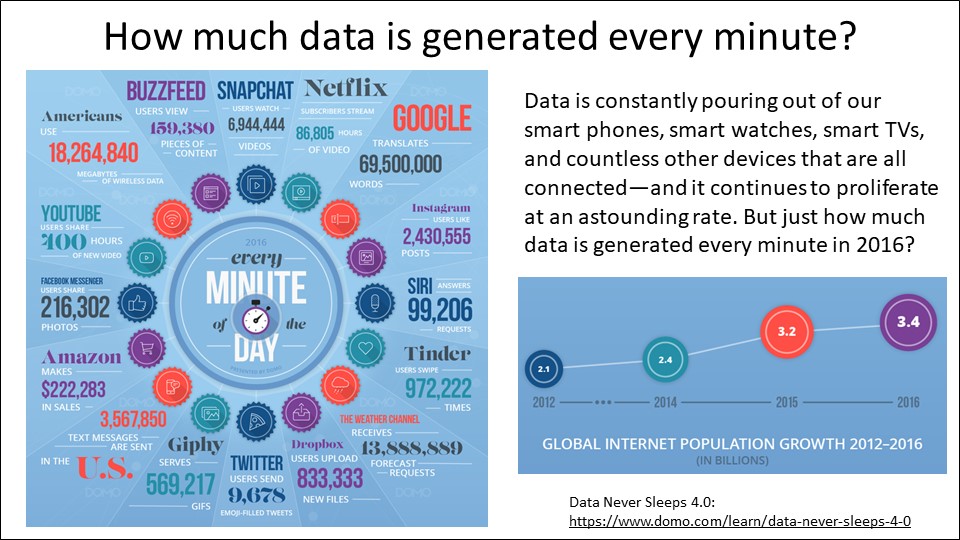 How much data is generated every minute?
BUZZFEED
USERS VIEW
159,380
PIECES OF
CONTENT
SNAPCHAT
USERS WATCH
6,944,444
VIDEOS
Netflix
SUBSCRIBERS STREAM
86,805 HOURS
OF VIDEO
GOOGLE
TRANSLATES
69,500,000
WORDS
Americans
USE
18,264,840
MEGABYTES
OF WIRELESS DATA
Instagram
USERS LIKE
2,430,555
POSTS
YOUTUBE
USERS SHARE
400 HOURS
OF NEW VIDEO
SIRI ANSWERS
99,206
REQUESTS
FACEBOOK MESSENGER
USERS SHARE
216,302
PHOTOS
2016
every
MINUTE
of the
DAY
PRESENTED BY DOMO
Tinder
USERS SWIPE
972,222
TIMES
Amazon
MAKES
$222,283
IN SALES
THE WEATHER CHANNEL
RECEIVES
13,888,889
FORECAST
REQUESTS
3,567,850
TEXT MESSAGES
ARE SENT
IN THE U.S.
Giphy
SERVES
569,217
GIFS
TWITTER
USERS SEND
9,678
EMOJI-FILLED TWEETS
Dropbox
USERS UPLOAD
833,333
NEW FILES
DOMO
DOMO
DOMO
DOMO
Data is constantly pouring out of our
smart phones, smart watches, smart TVs,
and countless other devices that are all
connected—and it continues to proliferate
at an astounding rate. But just how much
data is generated every minute in 2016?
2.1
2.4
3.2
3.4
2012
2014
2015
2016
GLOBAL INTERNET POPULATION GROWTH 2012–2016
(IN BILLIONS)
Data Never Sleeps 4.0:
https://www.domo.com/learn/data-never-sleeps-4-0